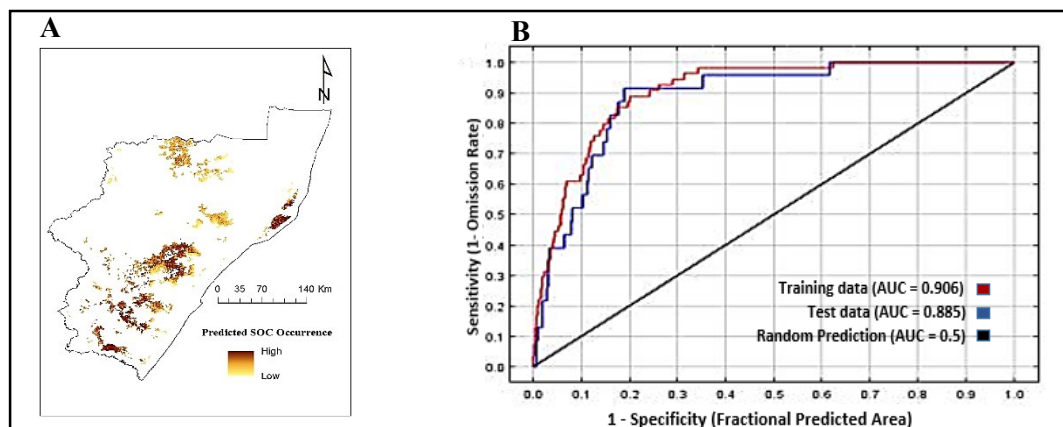 A
N
0 35 70 140 Km
Predicted SOC Occurrence
High
Low
B
Sensitivity (1- Omission Rate)
1.0
0.9
0.8
0.7
0.6
0.5
0.4
0.3
0.2
0.1
0.0
Training data (AUC = 0.906)
Test data (AUC = 0.885)
Random Prediction (AUC = 0.5)
0.0 0.1 0.2 0.3 0.4 0.5 0.6 0.7 0.8 0.9 1.0
1 - Specificity (Fractional Predicted Area)